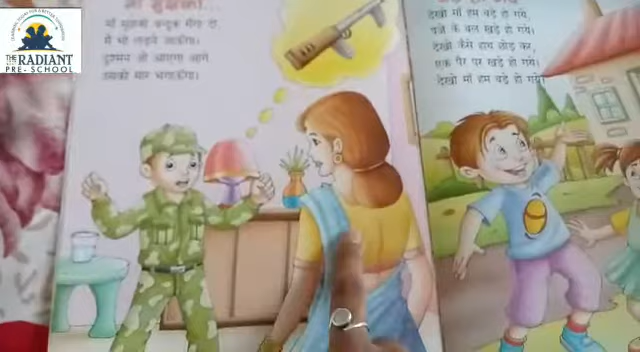 THE RADIANT
PRE - SCHOOL
माँ मुझको...
माँ मुझको बन्दूक मँगा दो,
मैं भी लड़ने जाऊँगा।
दुश्मन जो आएगा आगे
उसको मार भगाऊँगा।
देखो माँ हम बड़े हो गये,
पंजे के बल खड़े हो गये।
देखो कैसे हाथ छोड़ कर,
एक पैर पर खड़े हो गये।
देखो माँ हम बड़े हो गये।